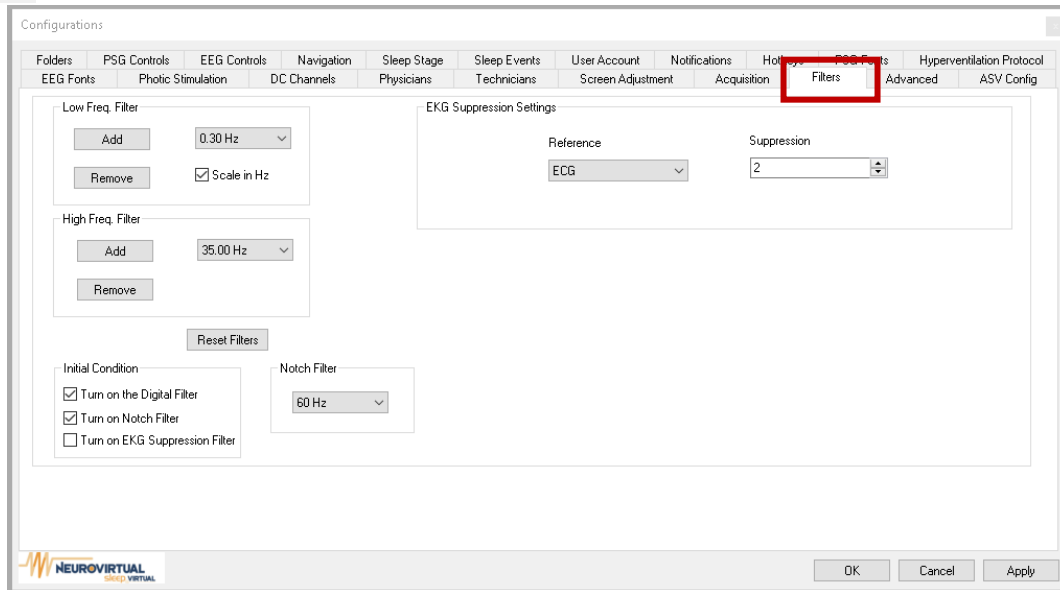 Configurations
Folders PSG Controls EEG Controls Navigation Sleep Stage Sleep Events User Account Notifications Hotkeys PSG Fonts Hyperventilation Protocol
EEG Fonts Photic Stimulation DC Channels Physicians Technicians Screen Adjustment Acquisition Filters Advanced ASV Config
Low Freq. Filter
Add 0.30 Hz
Remove Scale in Hz
High Freq. Filter
Add 35.00 Hz
Remove
Reset Filters
Initial Condition
Turn on the Digital Filter
Turn on Notch Filter
Turn on EKG Suppression Filter
Notch Filter
60 Hz
EKG Suppression Settings
Reference Suppression
ECG 2
NEUROVIRTUAL
SLEEP VIRTUAL
OK Cancel Apply